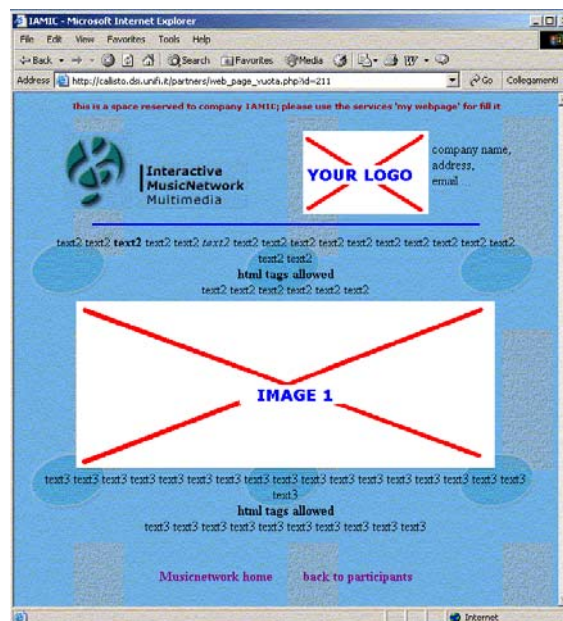 IAMIC - Microsoft Internet Explorer
File Edit View Favorites Tools Help
Back Search Favorites Media
Address http://calisto.dsi.unifi.it/partners/web_page_vuota.php?id=211 Go Collegamenti
This is a space reserved to company IAMIC; please use the services 'my webpage' for fill it
Interactive
MusicNetwork
Multimedia
YOUR LOGO
company name,
address,
email
text2 text2 text2 text2 text2 text2 text2 text2 text2 text2 text2 text2 text2 text2 text2 text2
text2 text2
html tags allowed
text2 text2 text2 text2 text2 text2
IMAGE 1
text3 text3 text3 text3 text3 text3 text3 text3 text3 text3 text3 text3 text3 text3 text3 text3
text3
html tags allowed
text3 text3 text3 text3 text3 text3 text3 text3 text3 text3
Musicnetwork home back to participants
Internet